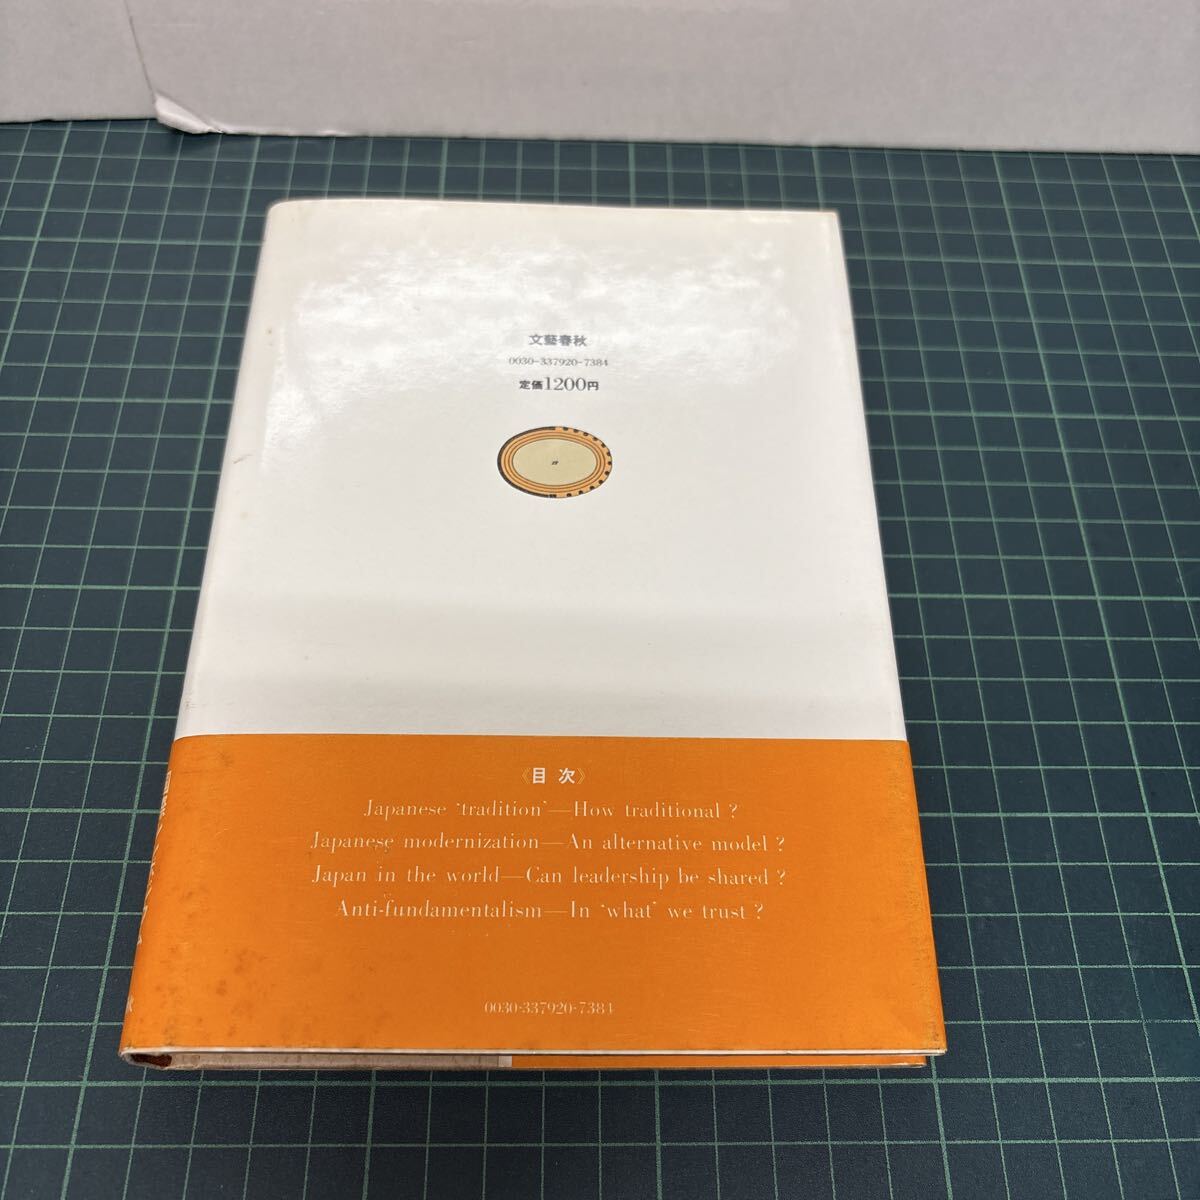 文藝春秋
0030-337920-7384
定価1200円
《目次》
Japanese ‘tradition’—How traditional ?
Japanese modernization—An alternative model ?
Japan in the world—Can leadership be shared ?
Anti-fundamentalism—In ‘what’ we trust ?
0030-337920-7384